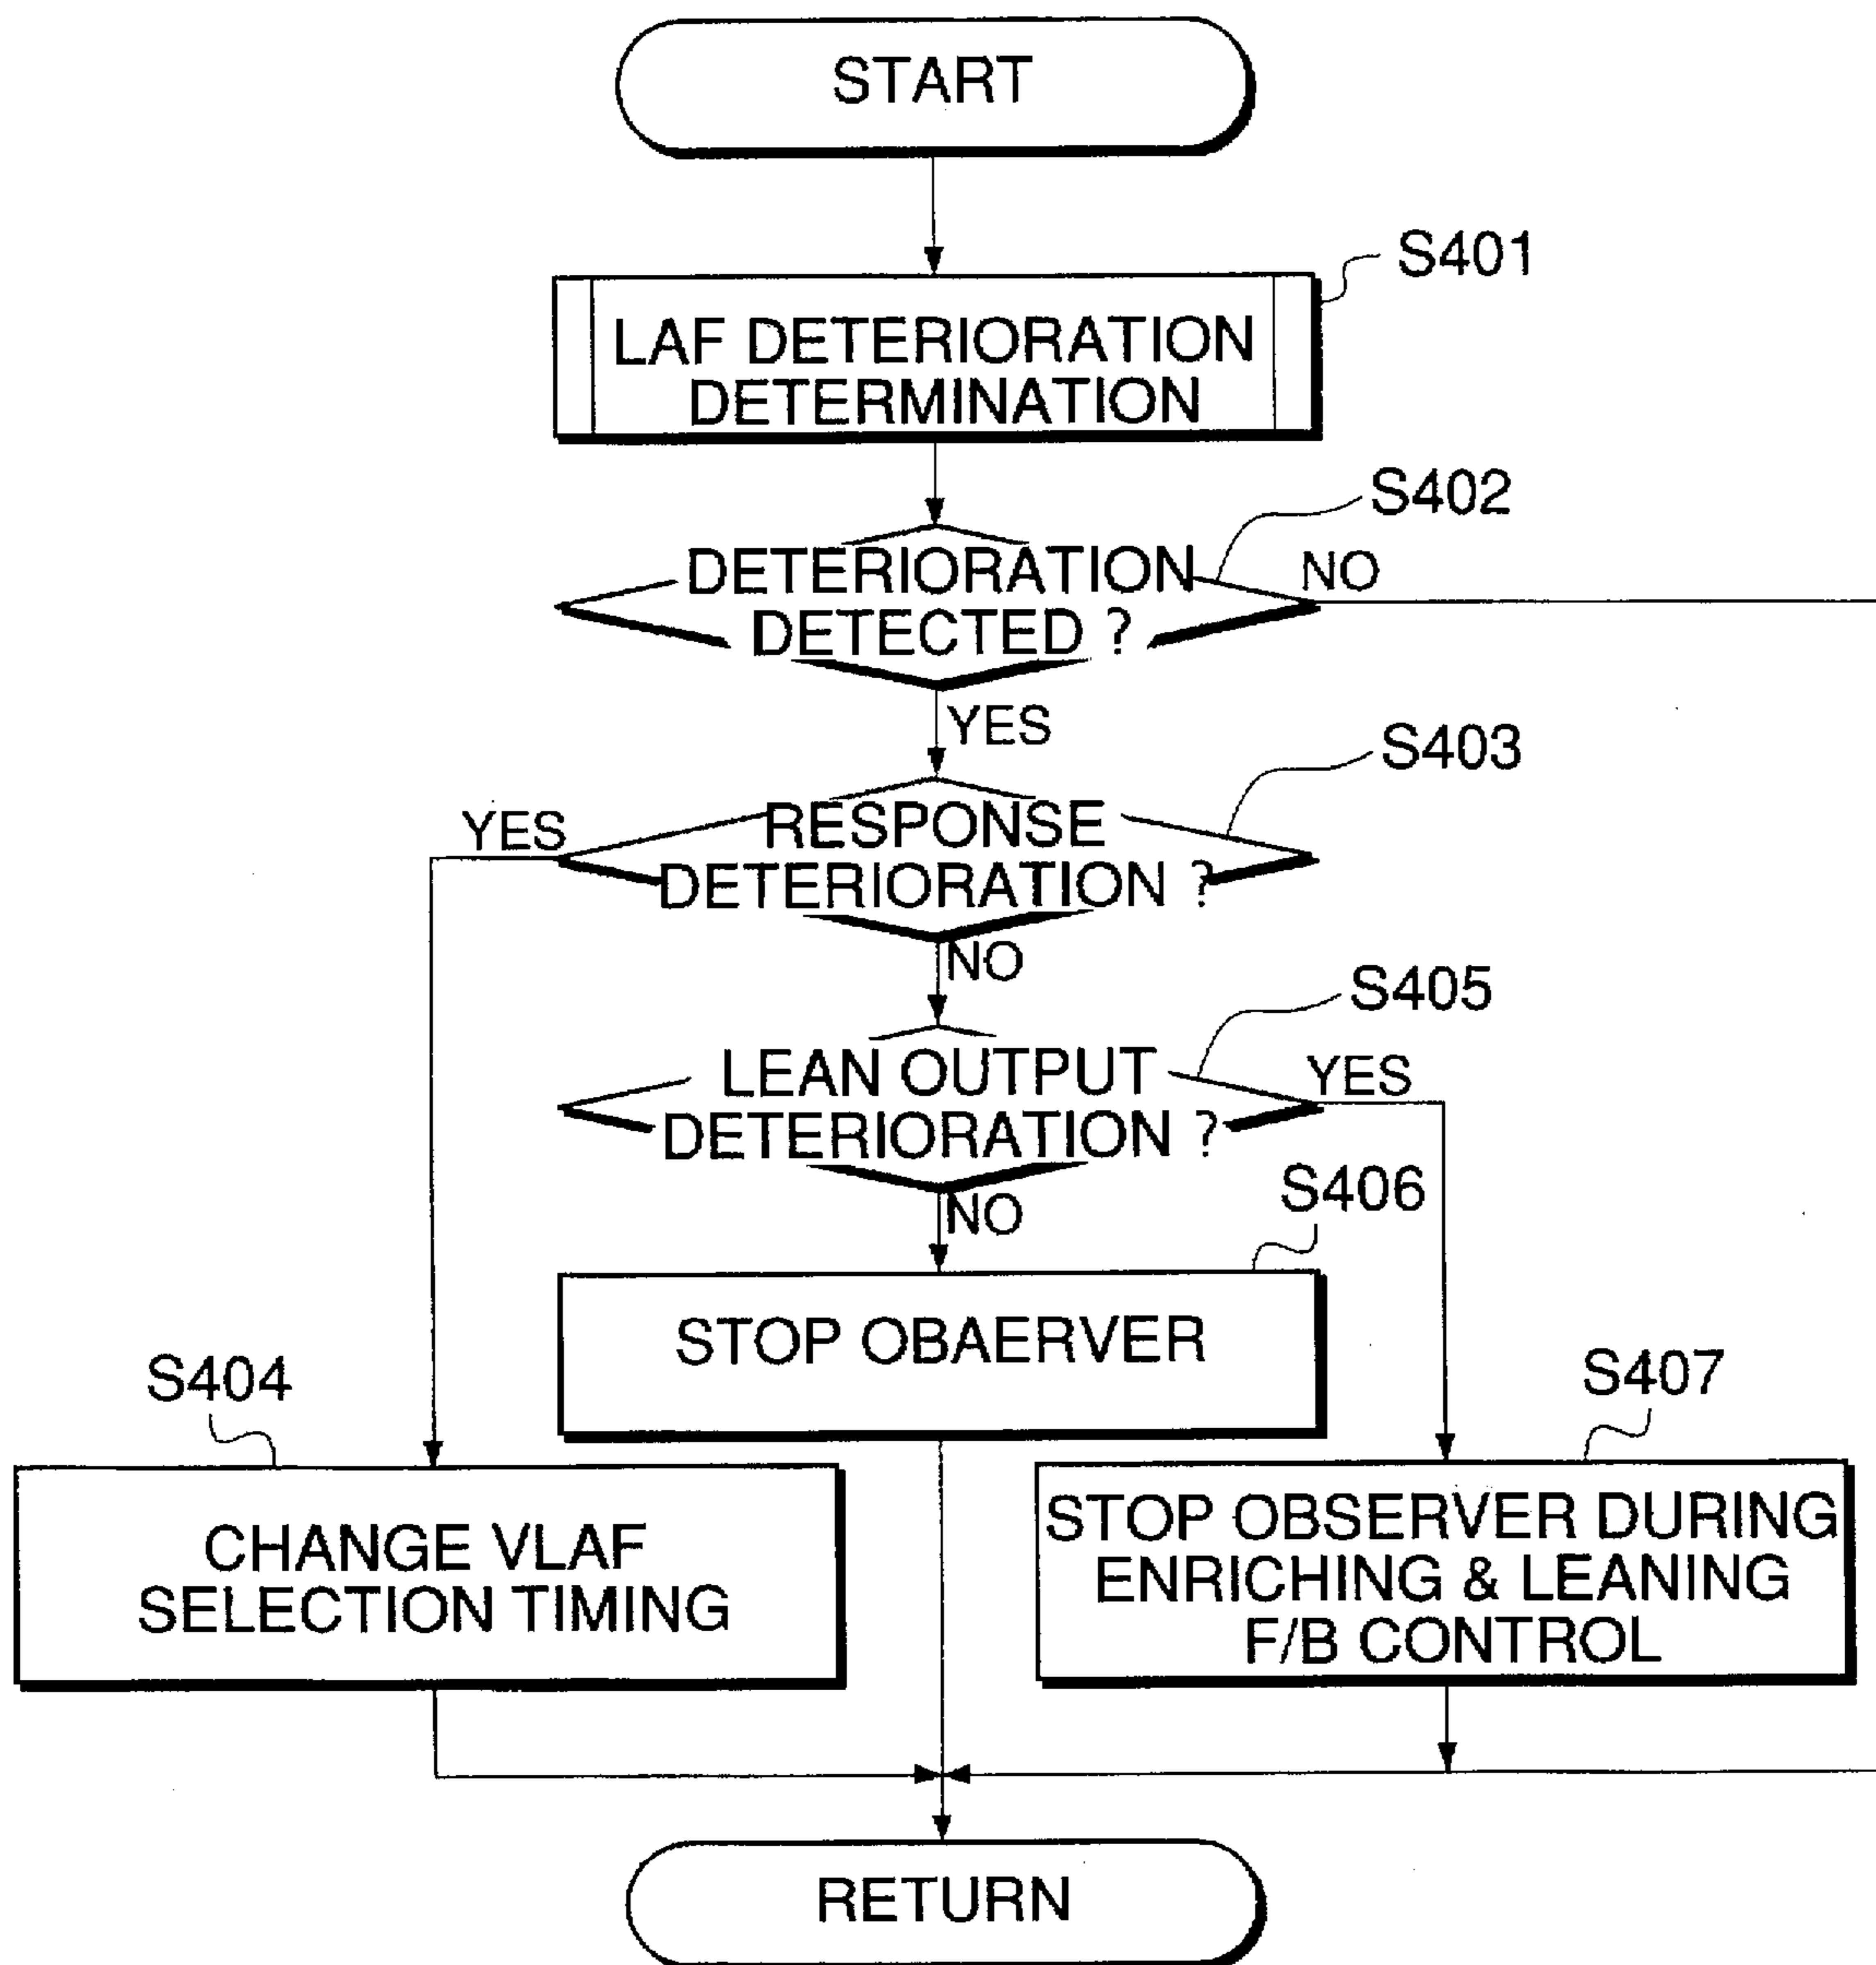 START
S401
LAF DETERIORATION
DETERMINATION
S402
DETERIORATION
DETECTED ?
NO
YES
S403
YES
RESPONSE
DETERIORATION ?
NO
S405
LEAN OUTPUT
DETERIORATION ?
YES
NO
S406
STOP OBAERVER
S404
CHANGE VLAF
SELECTION TIMING
S407
STOP OBSERVER DURING
ENRICHING & LEANING
F/B CONTROL
RETURN